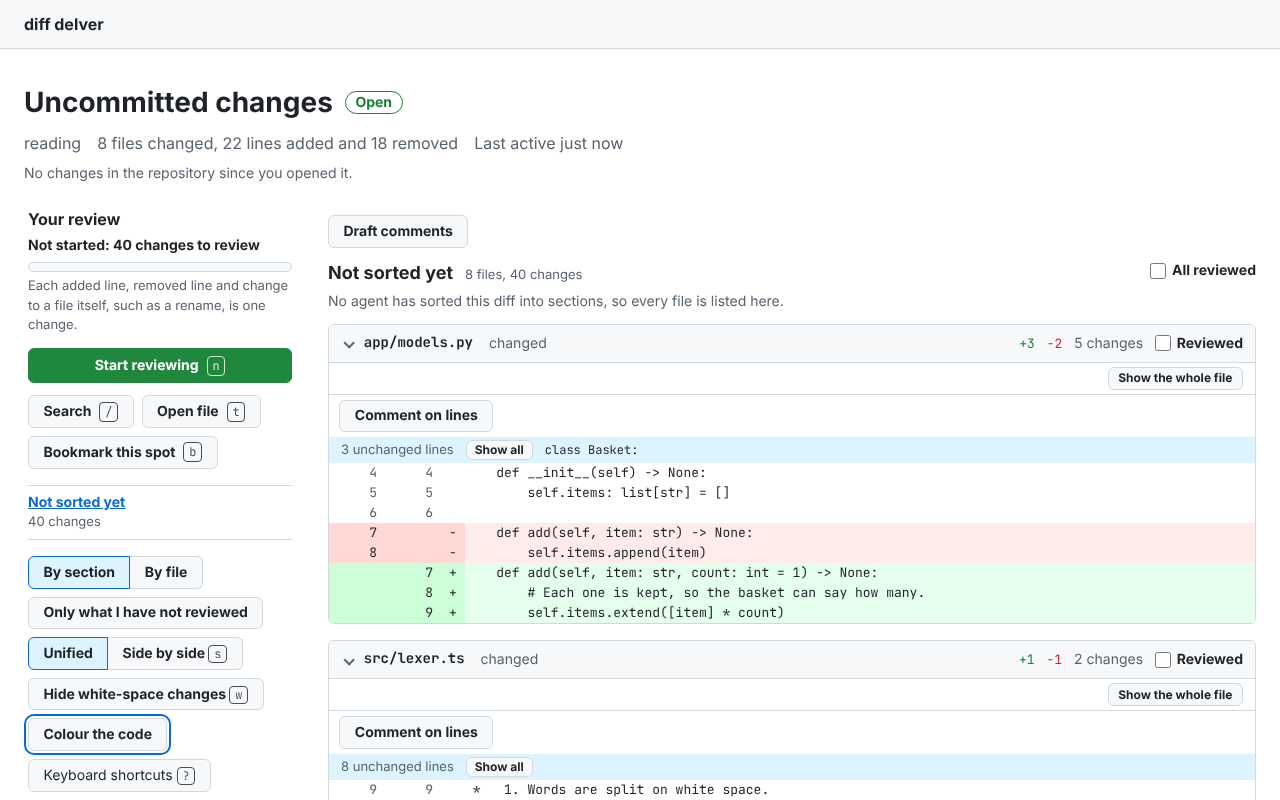 diff delver
Uncommitted changes Open
reading 8 files changed, 22 lines added and 18 removed Last active just now
No changes in the repository since you opened it.
Your review
Not started: 40 changes to review
Each added line, removed line and change
to a file itself, such as a rename, is one
change.
Start reviewing n
Search / Open file t
Bookmark this spot b
Not sorted yet
40 changes
By section By file
Only what I have not reviewed
Unified Side by side s
Hide white-space changes w
Colour the code
Keyboard shortcuts ?
Draft comments
Not sorted yet 8 files, 40 changes All reviewed
No agent has sorted this diff into sections, so every file is listed here.
app/models.py changed +3 -2 5 changes Reviewed
Show the whole file
Comment on lines
3 unchanged lines Show all class Basket:
4 4 def __init__(self) -> None:
5 5 self.items: list[str] = []
6 6
7 - def add(self, item: str) -> None:
8 - self.items.append(item)
7 + def add(self, item: str, count: int = 1) -> None:
8 + # Each one is kept, so the basket can say how many.
9 + self.items.extend([item] * count)
src/lexer.ts changed +1 -1 2 changes Reviewed
Show the whole file
Comment on lines
8 unchanged lines Show all
9 9 * 1. Words are split on white space.